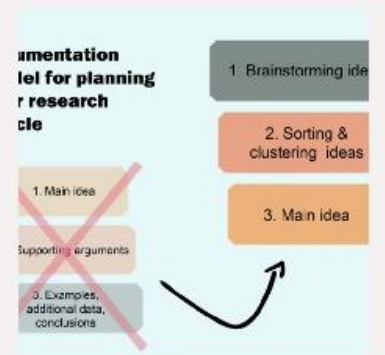 umentation
lel for planning
r research
cle
1. Main idea
Supporting arguments
3. Examples,
additional data,
conclusions
1 Brainstorming ide
2. Sorting &
clustering ideas
3. Main idea